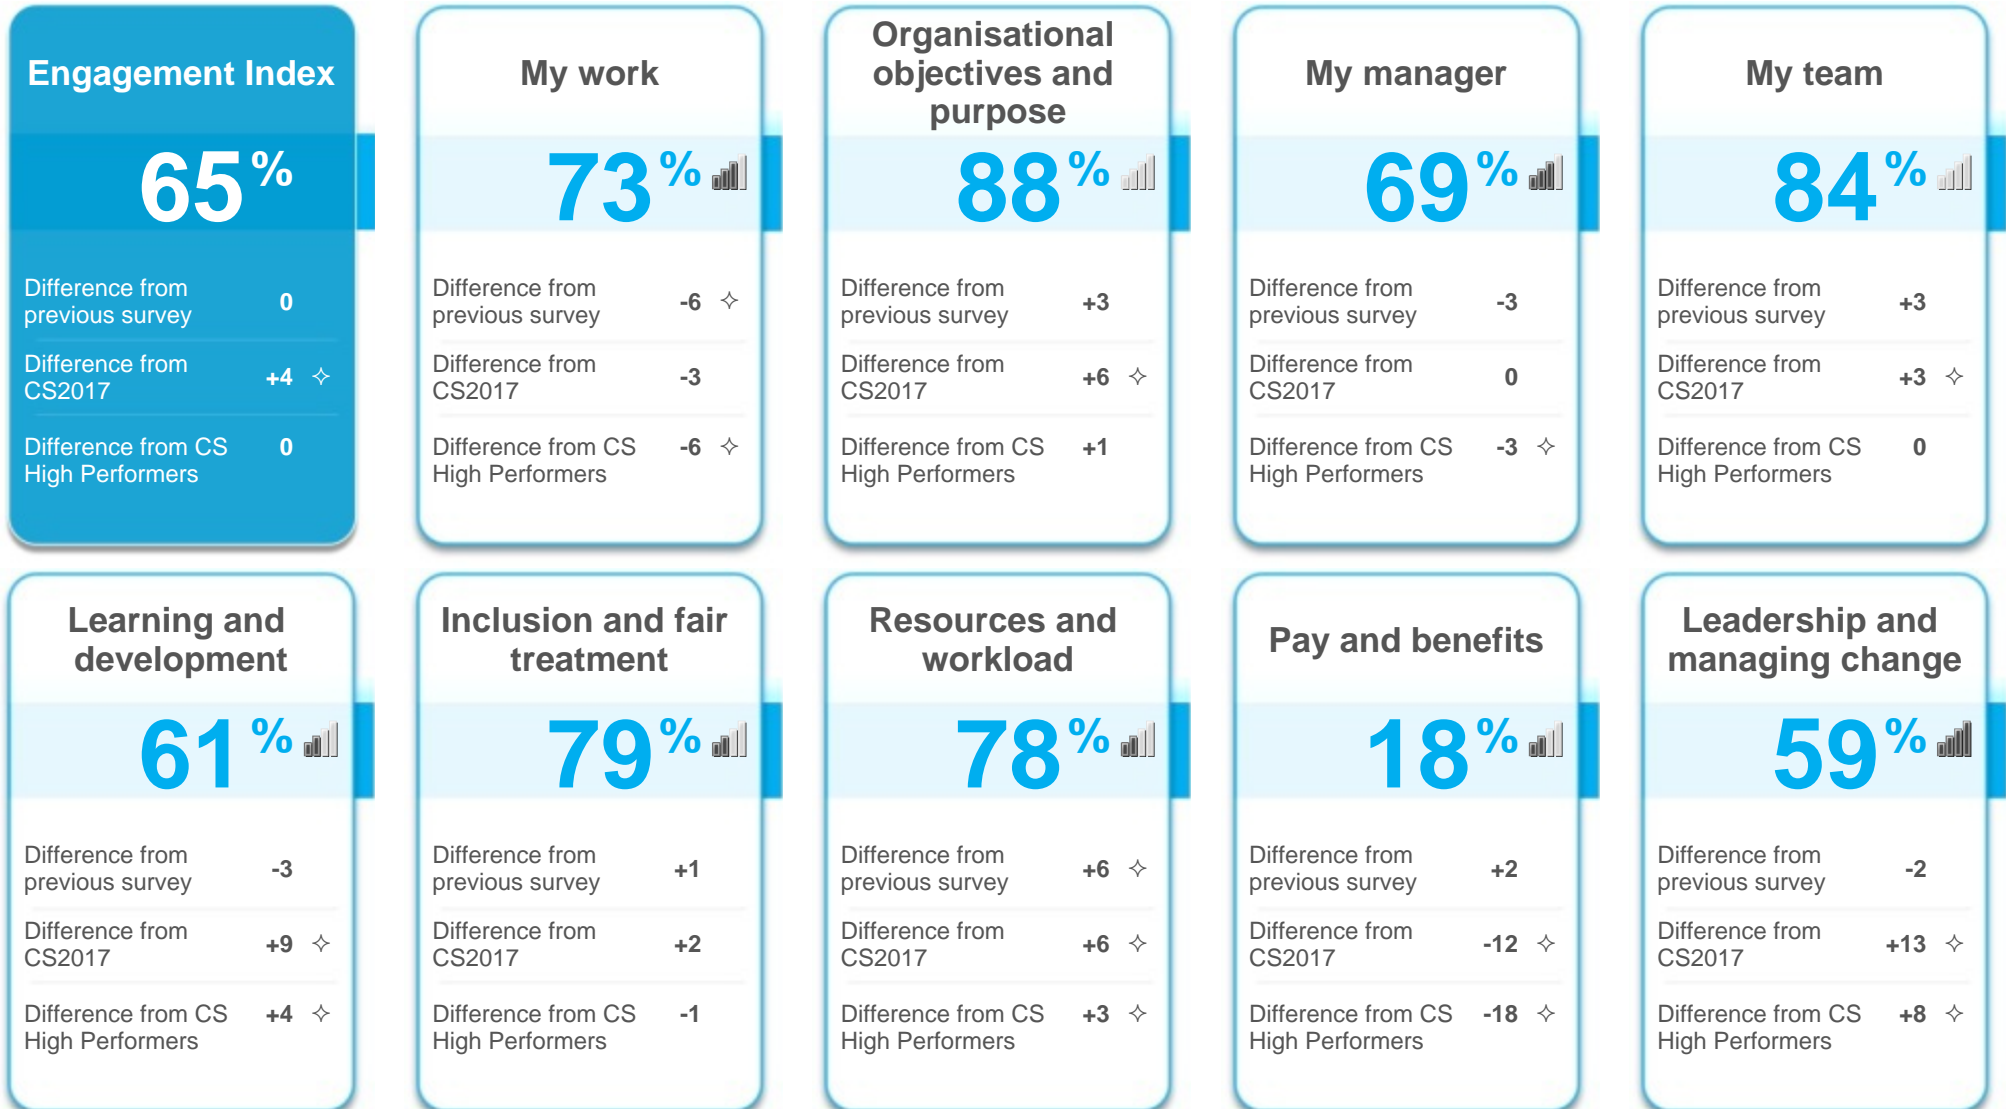 Engagement Index
65%
Difference from
previous survey 0
Difference from
CS2017 +4 ✧
Difference from CS
High Performers 0
My work
73%
Difference from
previous survey -6 ✧
Difference from
CS2017 -3
Difference from CS
High Performers -6 ✧
Organisational
objectives and
purpose
88%
Difference from
previous survey +3
Difference from
CS2017 +6 ✧
Difference from CS
High Performers +1
My manager
69%
Difference from
previous survey -3
Difference from
CS2017 0
Difference from CS
High Performers -3 ✧
My team
84%
Difference from
previous survey +3
Difference from
CS2017 +3 ✧
Difference from CS
High Performers 0
Learning and
development
61%
Difference from
previous survey -3
Difference from
CS2017 +9 ✧
Difference from CS
High Performers +4 ✧
Inclusion and fair
treatment
79%
Difference from
previous survey +1
Difference from
CS2017 +2
Difference from CS
High Performers -1
Resources and
workload
78%
Difference from
previous survey +6 ✧
Difference from
CS2017 +6 ✧
Difference from CS
High Performers +3 ✧
Pay and benefits
18%
Difference from
previous survey +2
Difference from
CS2017 -12 ✧
Difference from CS
High Performers -18 ✧
Leadership and
managing change
59%
Difference from
previous survey -2
Difference from
CS2017 +13 ✧
Difference from CS
High Performers +8 ✧